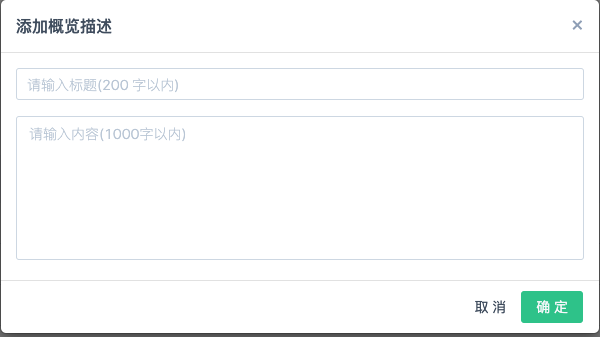 添加概览描述
×
请输入标题(200 字以内)
请输入内容(1000字以内)
取 消
确 定